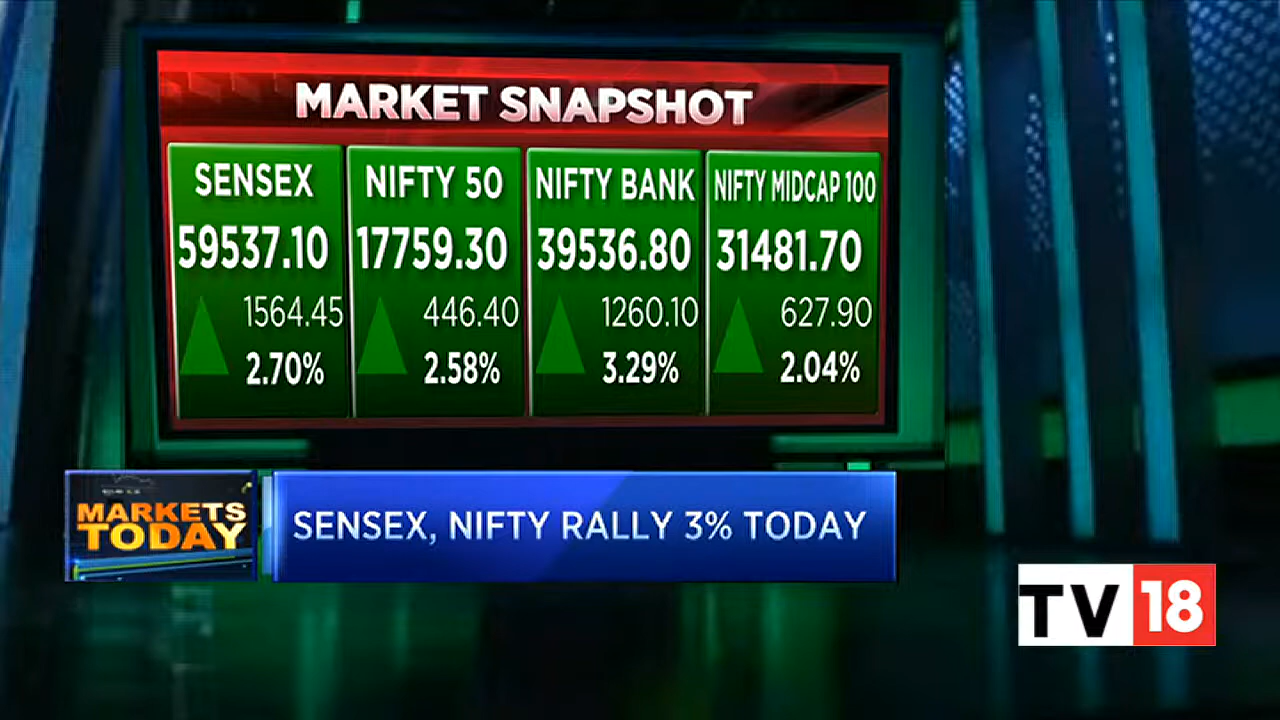 MARKET SNAPSHOT
SENSEX
59537.10
1564.45
2.70%
NIFTY 50
17759.30
446.40
2.58%
NIFTY BANK
39536.80
1260.10
3.29%
NIFTY MIDCAP 100
31481.70
627.90
2.04%
MARKETS
TODAY
SENSEX, NIFTY RALLY 3% TODAY
TV18